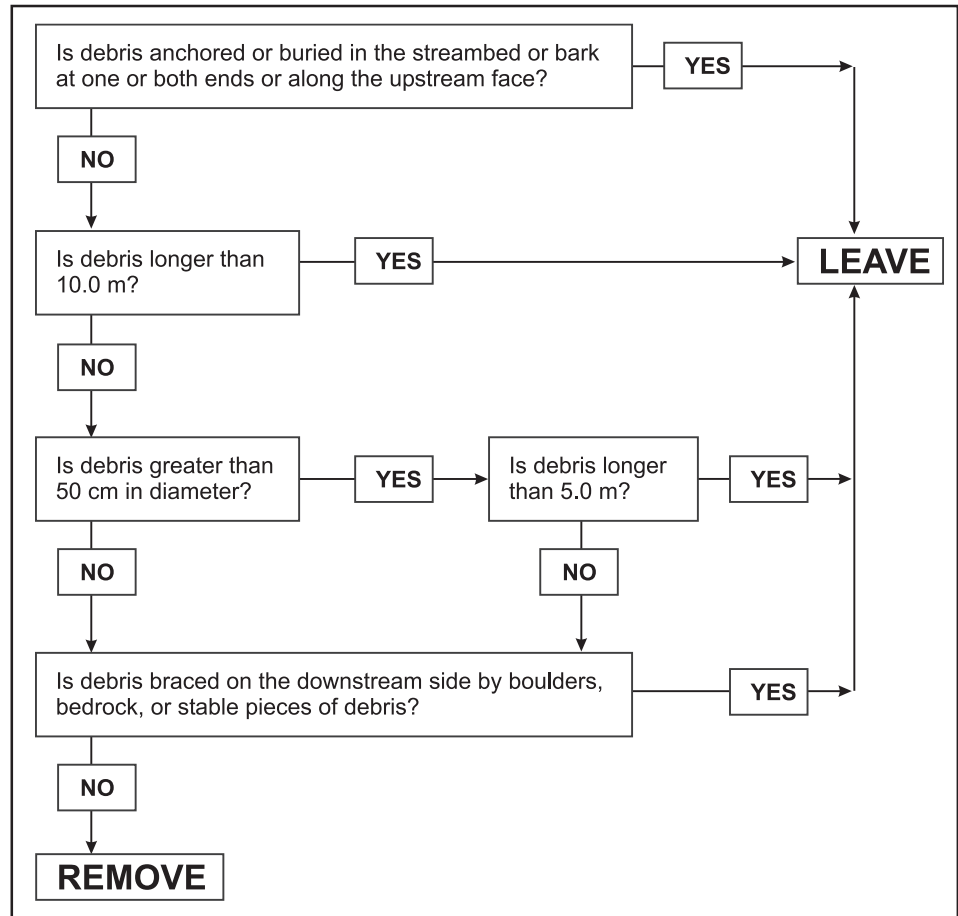 Is debris anchored or buried in the streambed or bark
at one or both ends or along the upstream face?
YES
NO
Is debris longer than
10.0 m?
YES
LEAVE
NO
Is debris greater than
50 cm in diameter?
YES
Is debris longer
than 5.0 m?
YES
NO
NO
Is debris braced on the downstream side by boulders,
bedrock, or stable pieces of debris?
YES
NO
REMOVE